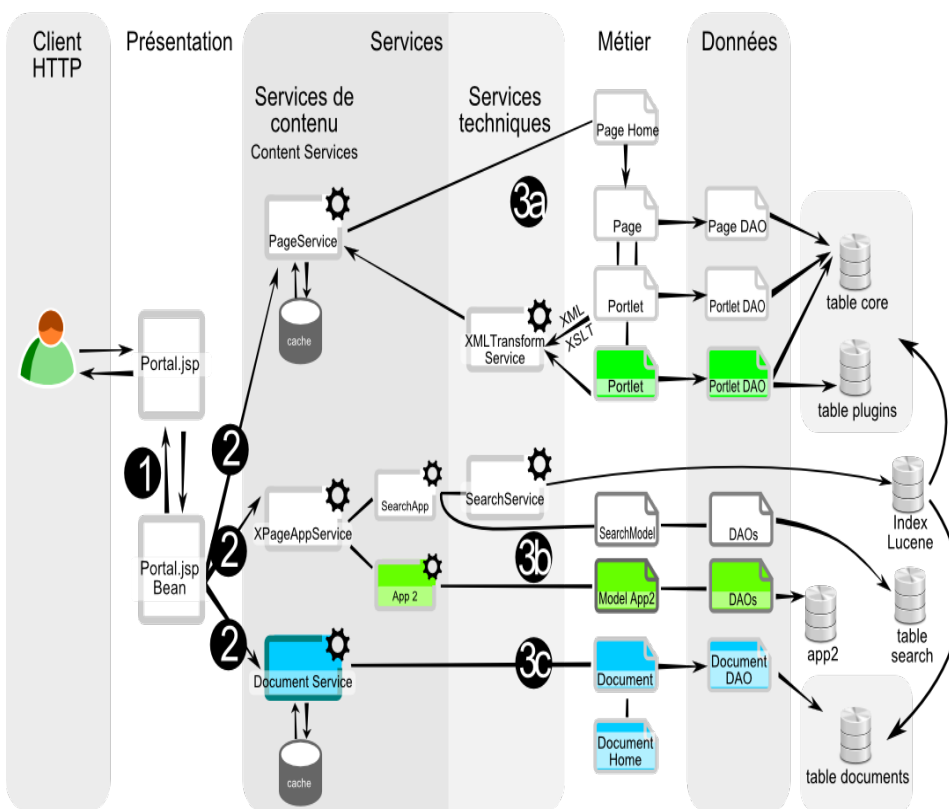 Client
HTTP
Présentation
Services
Métier
Données
Services de
contenu
Content Services
Services
techniques
Page Home
3a
PageService
Page
Page DAO
table core
cache
Portlet
Portlet DAO
XML
XSLT
XMLTransform
Service
Portal.jsp
Portlet
Portlet DAO
table plugins
1
2
SearchApp
SearchService
Index
Lucene
2
XPageAppService
SearchModel
DAOs
3b
Portal.jsp
Bean
App 2
Model App2
DAOs
app2
table
search
2
Document Service
3c
Document
Document
DAO
Document
Home
cache
table documents